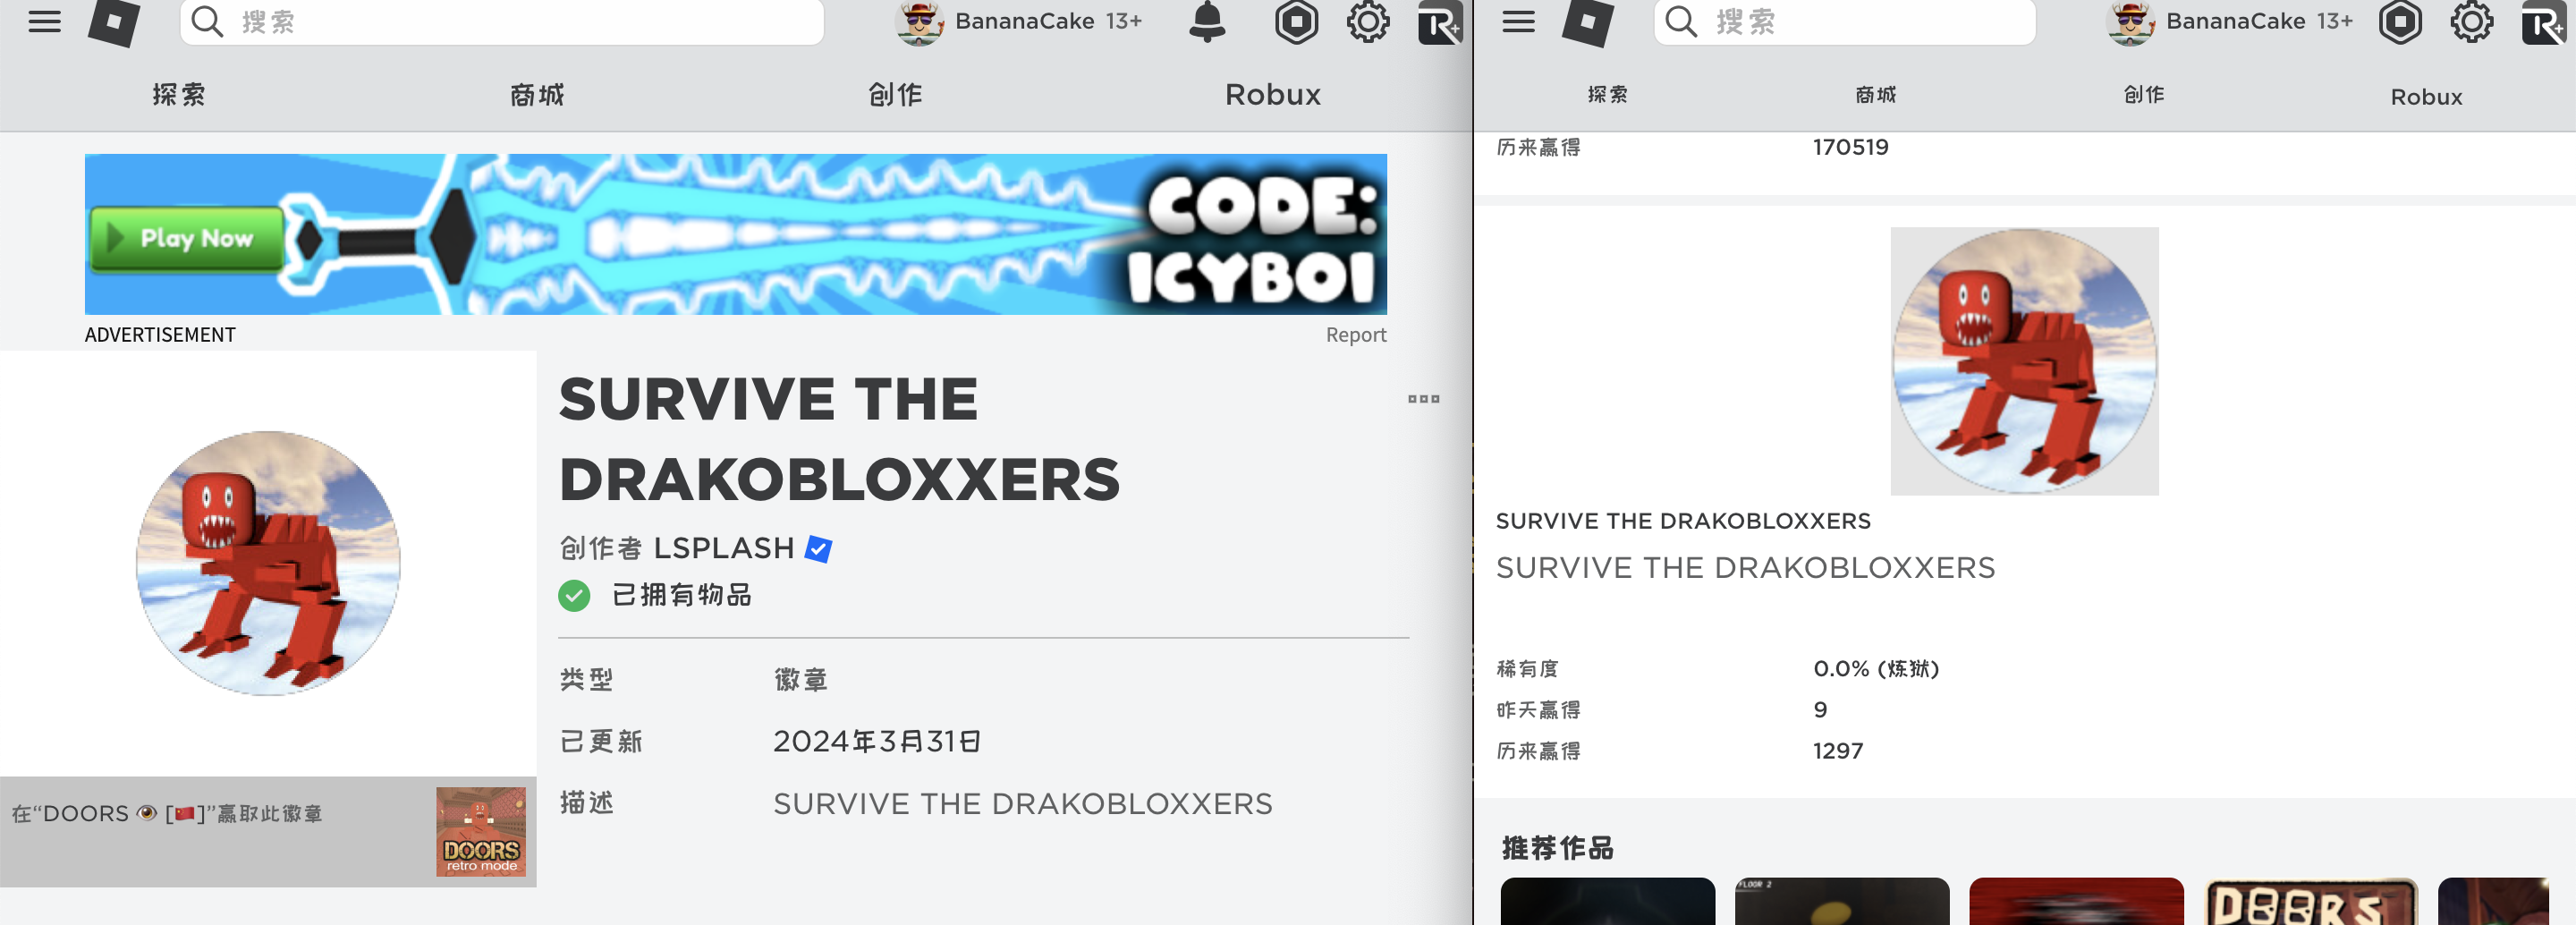 搜索
BananaCake 13+
探索
商城
创作
Robux
Play Now
CODE:
ICYBOI
ADVERTISEMENT
Report
SURVIVE THE
DRAKOBLOXXERS
创作者 LSPLASH
已拥有物品
类型 徽章
已更新 2024年3月31日
描述 SURVIVE THE DRAKOBLOXXERS
在“DOORS 👁️ [🇨🇳]”赢取此徽章
DOORS
retro mode
搜索
BananaCake 13+
探索
商城
创作
Robux
历来赢得 170519
SURVIVE THE DRAKOBLOXXERS
SURVIVE THE DRAKOBLOXXERS
稀有度 0.0% (炼狱)
昨天赢得 9
历来赢得 1297
推荐作品
FLOOR 2
DOORS